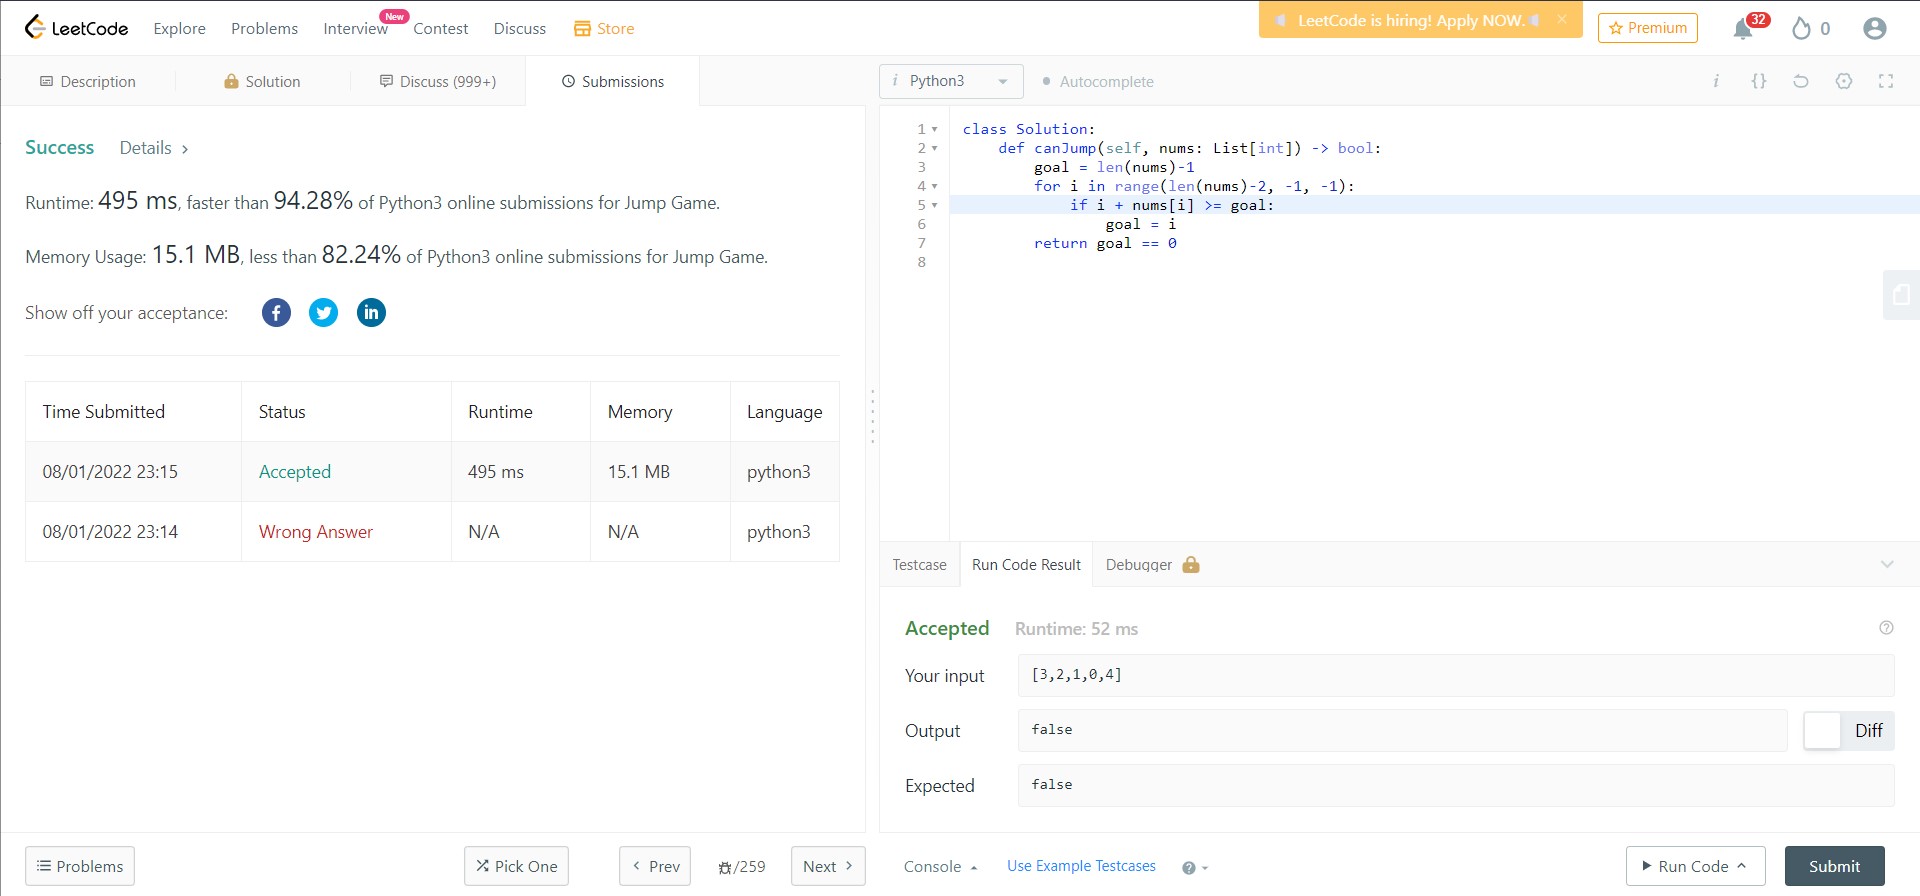 LeetCode Explore Problems Interview New Contest Discuss Store LeetCode is hiring! Apply NOW. × Premium 32 0
Description Solution Discuss (999+) Submissions
i Python3 Autocomplete i {}
Success Details >
Runtime: 495 ms, faster than 94.28% of Python3 online submissions for Jump Game.
Memory Usage: 15.1 MB, less than 82.24% of Python3 online submissions for Jump Game.
Show off your acceptance: f in
Time Submitted Status Runtime Memory Language
08/01/2022 23:15 Accepted 495 ms 15.1 MB python3
08/01/2022 23:14 Wrong Answer N/A N/A python3
1 class Solution:
2     def canJump(self, nums: List[int]) -> bool:
3         goal = len(nums)-1
4         for i in range(len(nums)-2, -1, -1):
5             if i + nums[i] >= goal:
6                 goal = i
7         return goal == 0
8
Testcase Run Code Result Debugger
Accepted Runtime: 52 ms ?
Your input [3,2,1,0,4]
Output false Diff
Expected false
Problems Pick One < Prev /259 Next > Console Use Example Testcases ? Run Code Submit